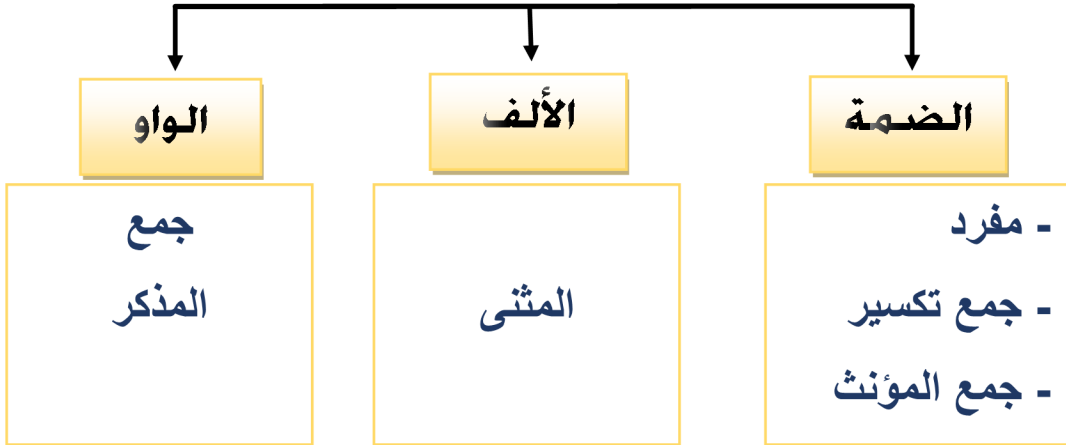 الضمة
- مفرد
- جمع تكسير
- جمع المؤنث
الألف
المثنى
الواو
جمع
المذكر